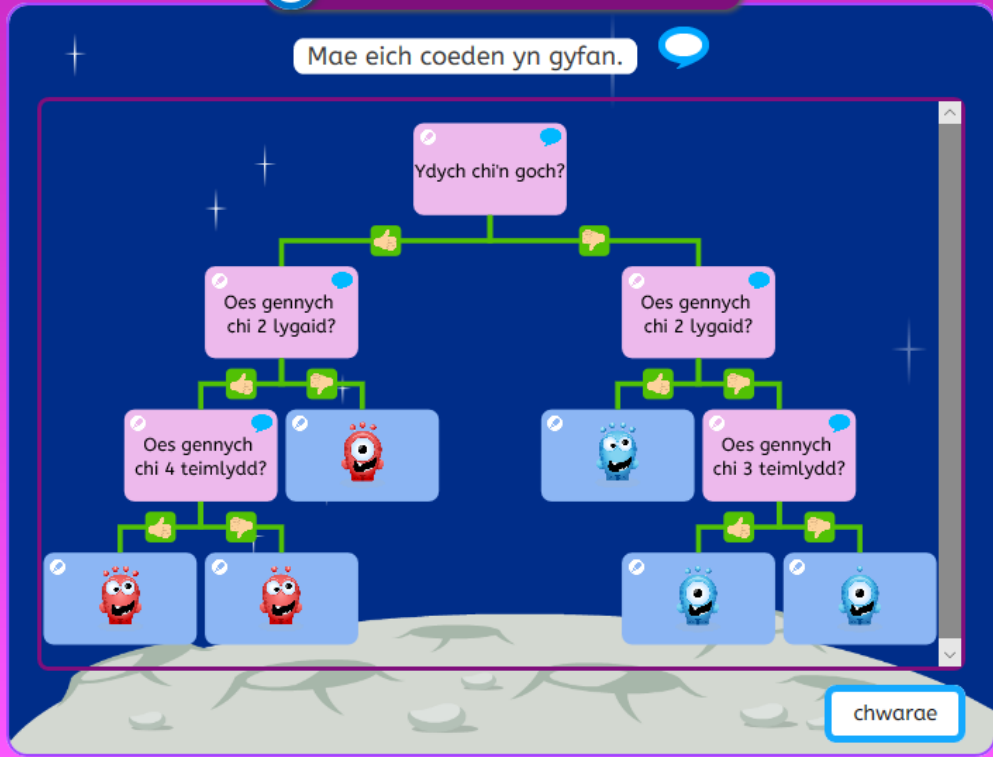 Mae eich coeden yn gyfan.
Ydych chi'n goch?
Oes gennych
chi 2 lygaid?
Oes gennych
chi 2 lygaid?
Oes gennych
chi 4 teimlydd?
Oes gennych
chi 3 teimlydd?
chwarae